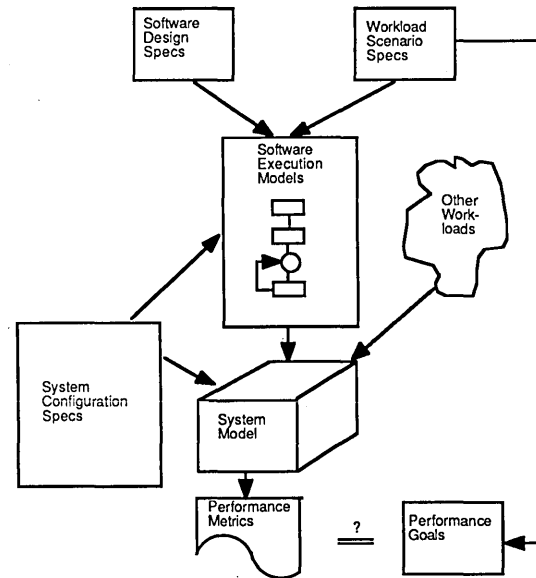 Software
Design
Specs
Workload
Scenario
Specs
Software
Execution
Models
Other
Work-
loads
System
Configuration
Specs
System
Model
Performance
Metrics
?
Performance
Goals